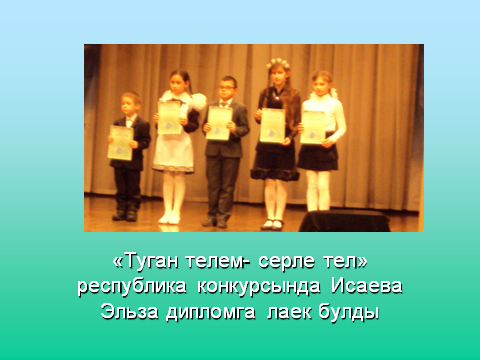 «Туган телем- серле тел»
республика конкурсында Исаева
Эльза дипломга лаек булды